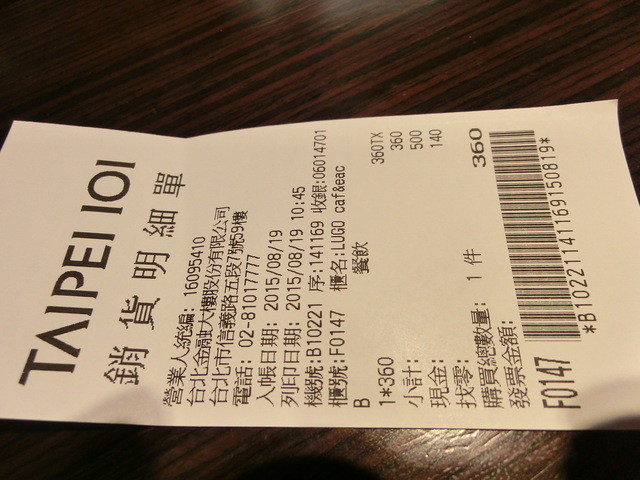 TAIPEI 101
銷貨明細單
營業人統編: 16095410
台北金融大樓股份有限公司
台北市信義路五段7號59樓
電話: 02-81017777
入帳日期: 2015/08/19
列印日期: 2015/08/19 10:45
機號:B10221 序:141169 收銀:06014701
櫃號:F0147 櫃名:LUGO caf&eac
B 餐飲
1*360 360TX
小計: 360
現金: 500
找零: 140
購買總數量: 1 件
發票金額: 360
F0147
*B10221141169150819*